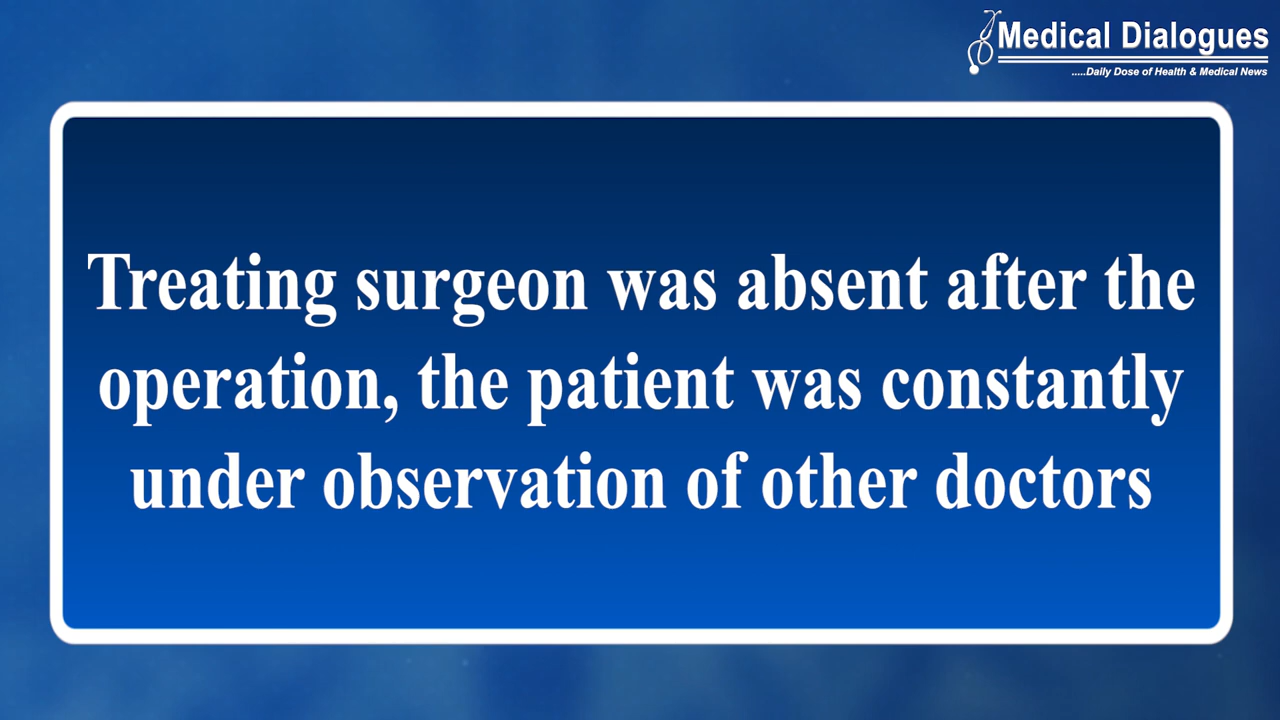 Medical Dialogues
.....Daily Dose of Health & Medical News
Treating surgeon was absent after the
operation, the patient was constantly
under observation of other doctors